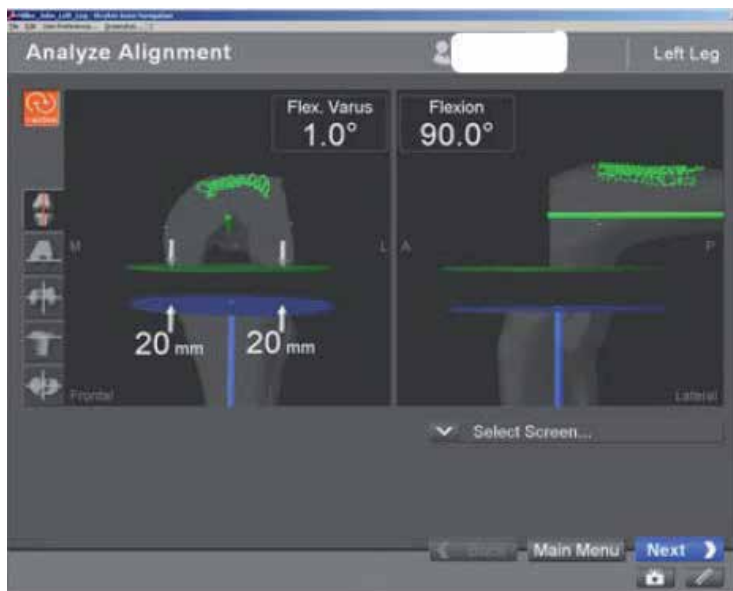 Analyze Alignment
Left Leg
Flex. Varus
1.0°
Flexion
90.0°
M
L
A
P
20 mm
20 mm
Frontal
Lateral
Select Screen...
Back
Main Menu
Next